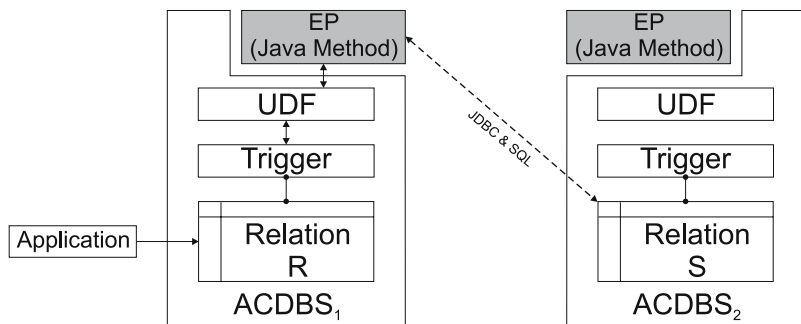 EP
(Java Method)
UDF
Trigger
Application
Relation
R
ACDBS₁
JDBC & SQL
EP
(Java Method)
UDF
Trigger
Relation
S
ACDBS₂